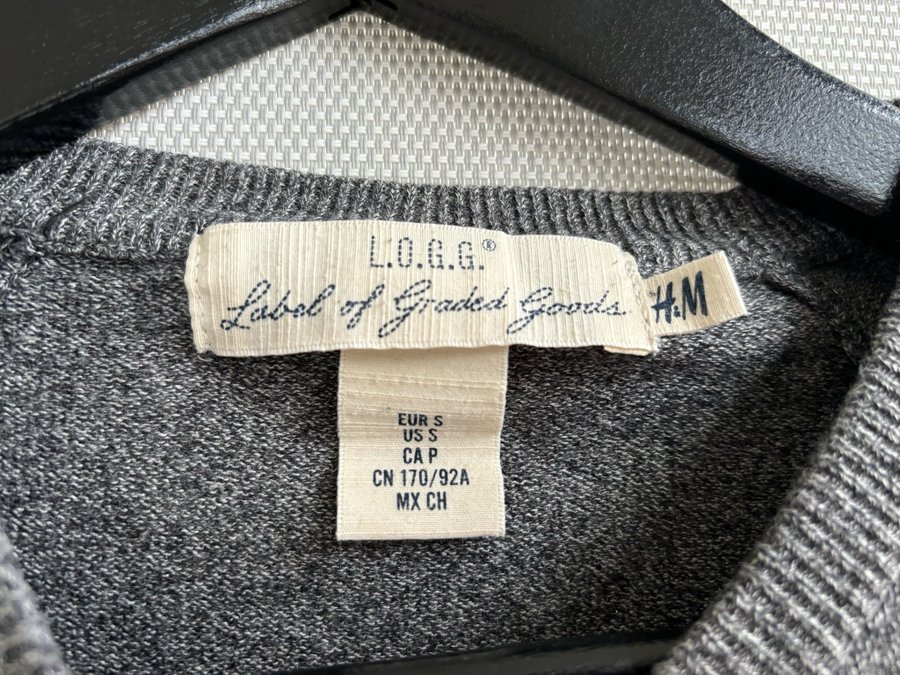 L.O.G.G.®
Label of Graded Goods
H&M
EUR S
US S
CA P
CN 170/92A
MX CH